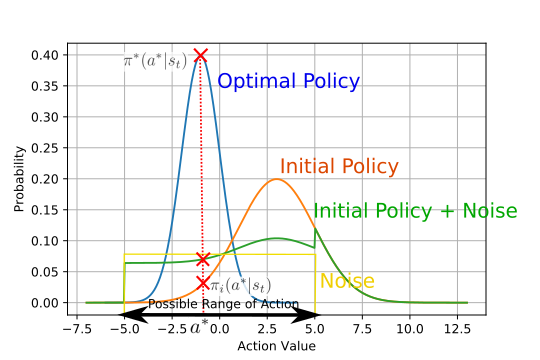 0.40
0.35
0.30
0.25
0.20
0.15
0.10
0.05
0.00
Probability
π*(a*|s_t)
Optimal Policy
Initial Policy
Initial Policy + Noise
Noise
π_i(a*|s_t)
Possible Range of Action
−7.5 −5.0 −2.5 a* 0.0 2.5 5.0 7.5 10.0 12.5
Action Value